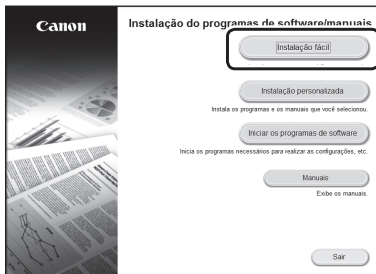 Canon
Instalação do programas de software/manuais
Instalação fácil
Instalação personalizada
Instala os programas e os manuais que você selecionou.
Iniciar os programas de software
Inicia os programas necessários para realizar as configurações, etc.
Manuais
Exibe os manuais.
Sair